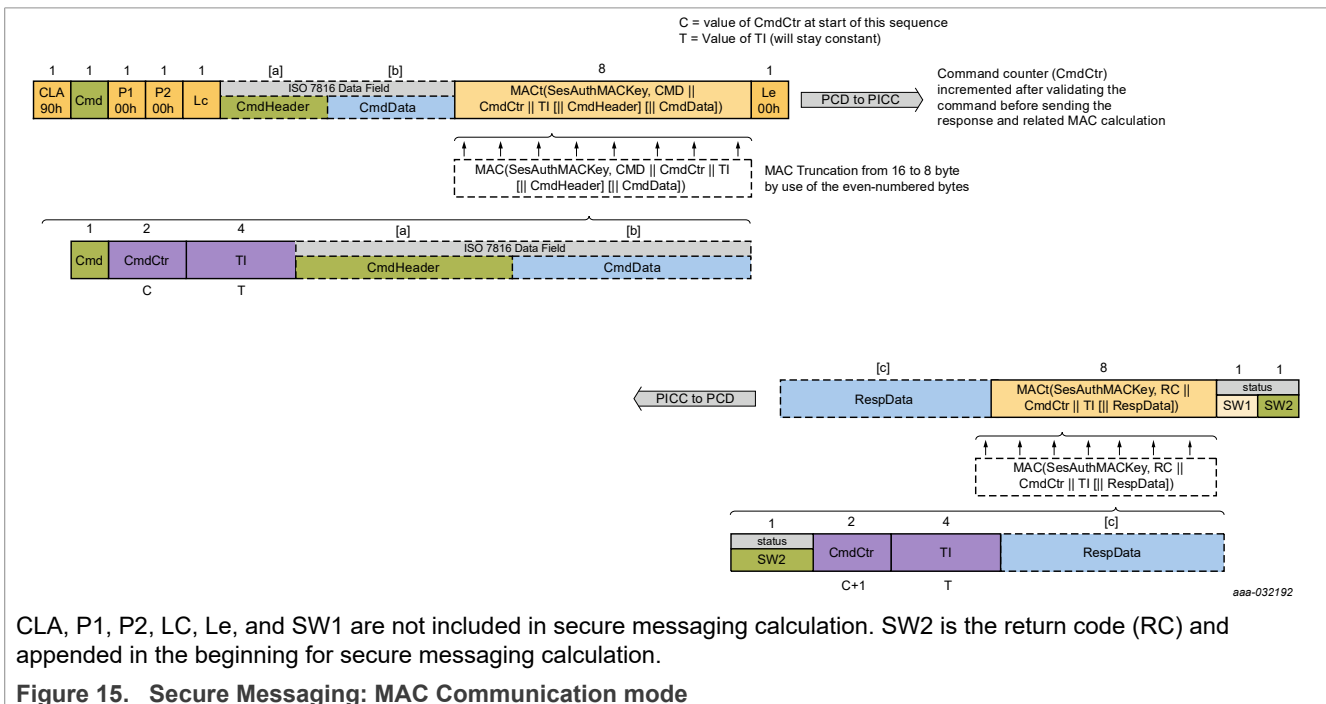 C = value of CmdCtr at start of this sequence
T = Value of TI (will stay constant)
1 1 1 1 1 [a] [b] 8 1
CLA 90h
Cmd
P1 00h
P2 00h
Lc
ISO 7816 Data Field
CmdHeader
CmdData
MACt(SesAuthMACKey, CMD ||
CmdCtr || TI [|| CmdHeader] [|| CmdData])
Le 00h
PCD to PICC
Command counter (CmdCtr)
incremented after validating the
command before sending the
response and related MAC calculation
MAC(SesAuthMACKey, CMD || CmdCtr || TI
[|| CmdHeader] [|| CmdData])
MAC Truncation from 16 to 8 byte
by use of the even-numbered bytes
1 2 4 [a] [b]
Cmd
CmdCtr
TI
ISO 7816 Data Field
CmdHeader
CmdData
C T
[c] 8 1 1
PICC to PCD
RespData
MACt(SesAuthMACKey, RC ||
CmdCtr || TI [|| RespData])
status
SW1 SW2
MAC(SesAuthMACKey, RC ||
CmdCtr || TI [|| RespData])
1 2 4 [c]
status
SW2
CmdCtr
TI
RespData
C+1 T
aaa-032192
CLA, P1, P2, LC, Le, and SW1 are not included in secure messaging calculation. SW2 is the return code (RC) and
appended in the beginning for secure messaging calculation.
Figure 15. Secure Messaging: MAC Communication mode